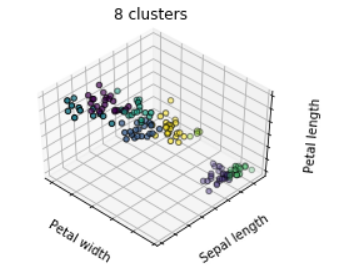 8 clusters
Petal width
Sepal length
Petal length